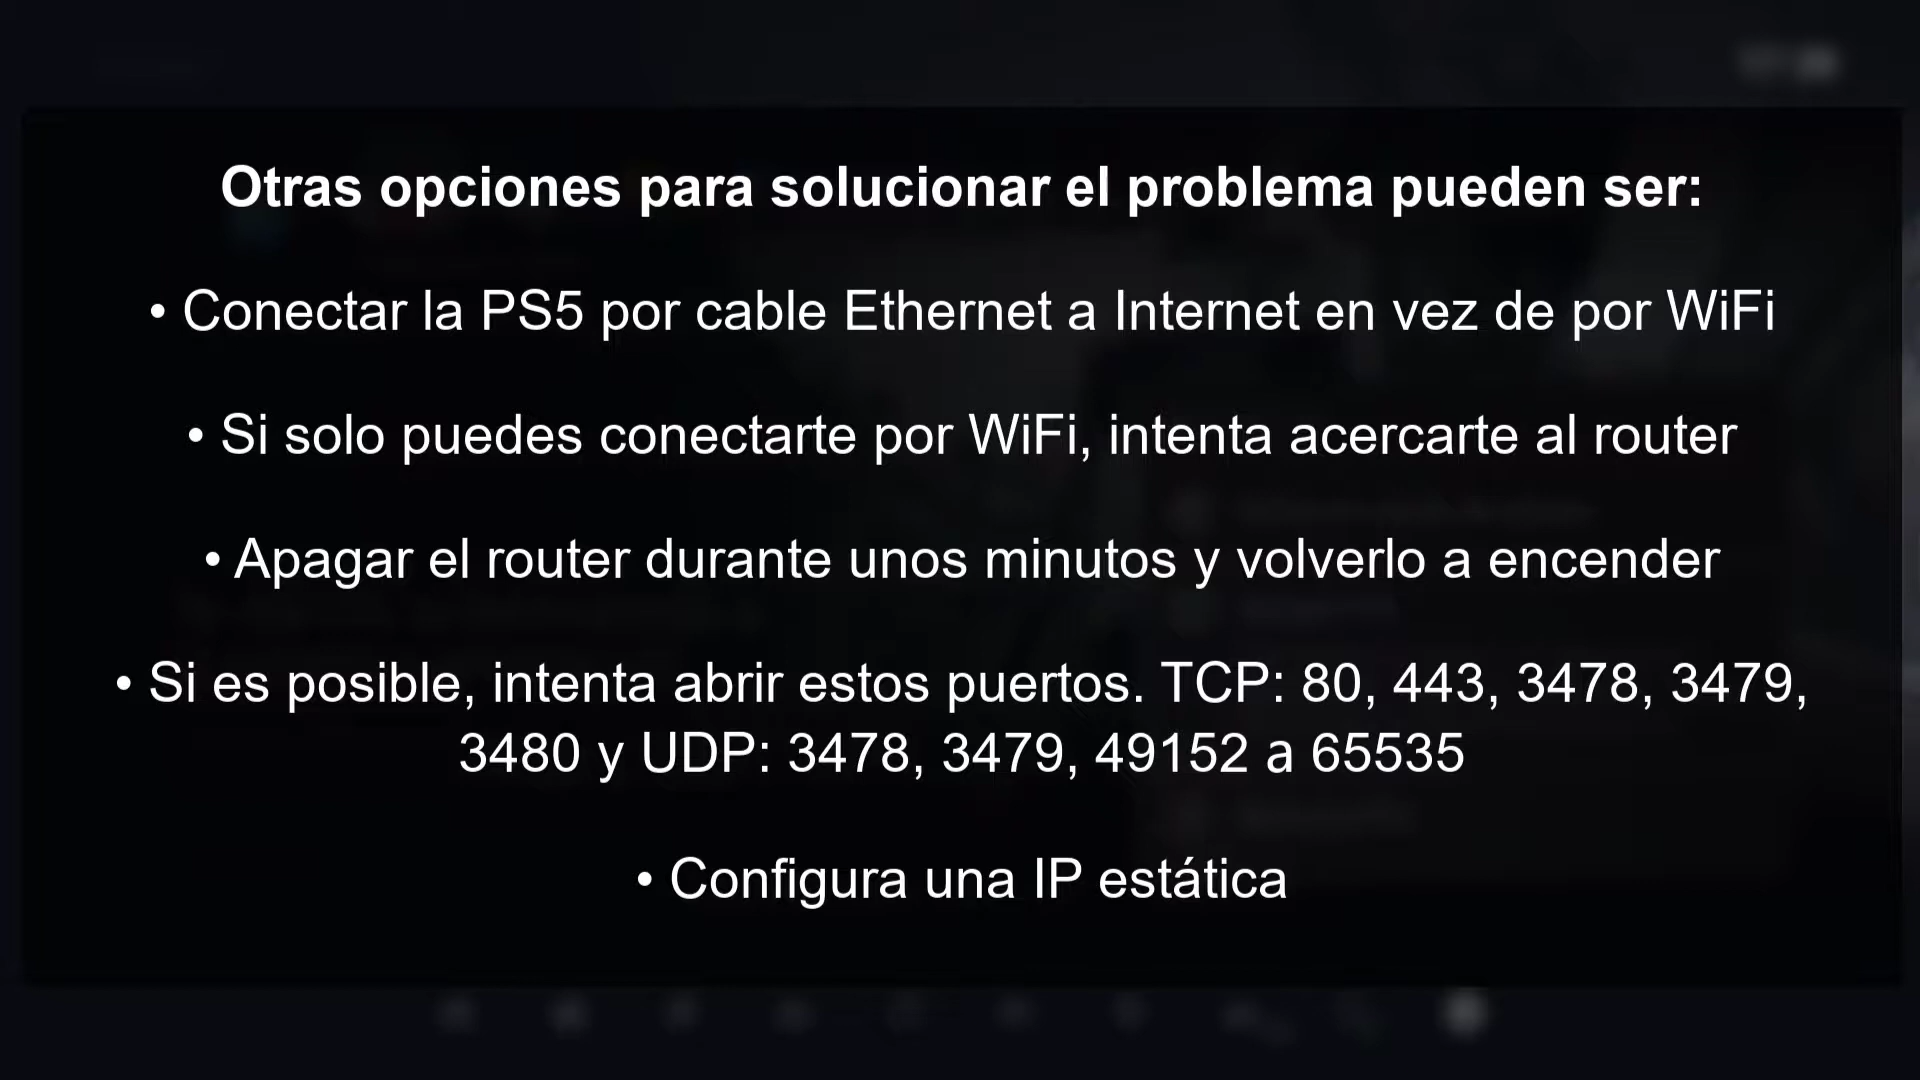 Otras opciones para solucionar el problema pueden ser:
• Conectar la PS5 por cable Ethernet a Internet en vez de por WiFi
• Si solo puedes conectarte por WiFi, intenta acercarte al router
• Apagar el router durante unos minutos y volverlo a encender
• Si es posible, intenta abrir estos puertos. TCP: 80, 443, 3478, 3479,
3480 y UDP: 3478, 3479, 49152 a 65535
• Configura una IP estática